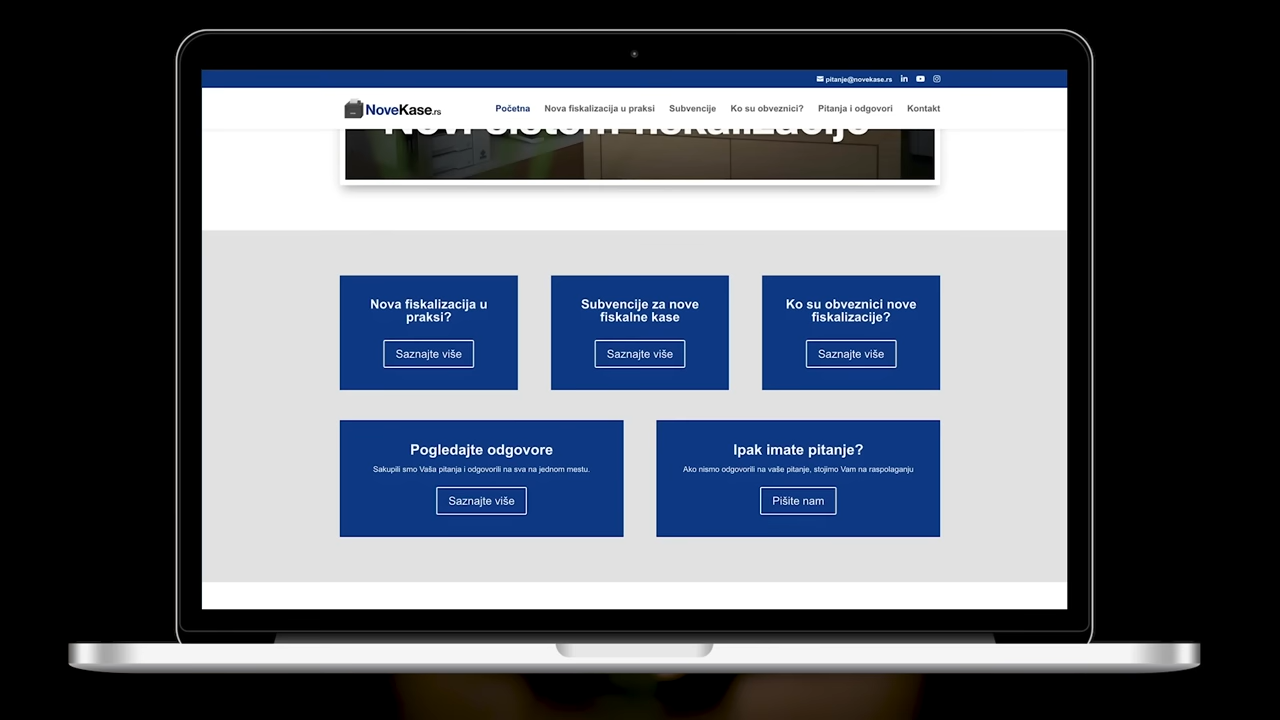 pitanje@novekase.rs
NoveKase.rs
Početna Nova fiskalizacija u praksi Subvencije Ko su obveznici? Pitanja i odgovori Kontakt
Novi sistem fiskalizacije
Nova fiskalizacija u
praksi?
Saznajte više
Subvencije za nove
fiskalne kase
Saznajte više
Ko su obveznici nove
fiskalizacije?
Saznajte više
Pogledajte odgovore
Sakupili smo Vaša pitanja i odgovorili na sva na jednom mestu.
Saznajte više
Ipak imate pitanje?
Ako nismo odgovorili na vaše pitanje, stojimo Vam na raspolaganju
Pišite nam